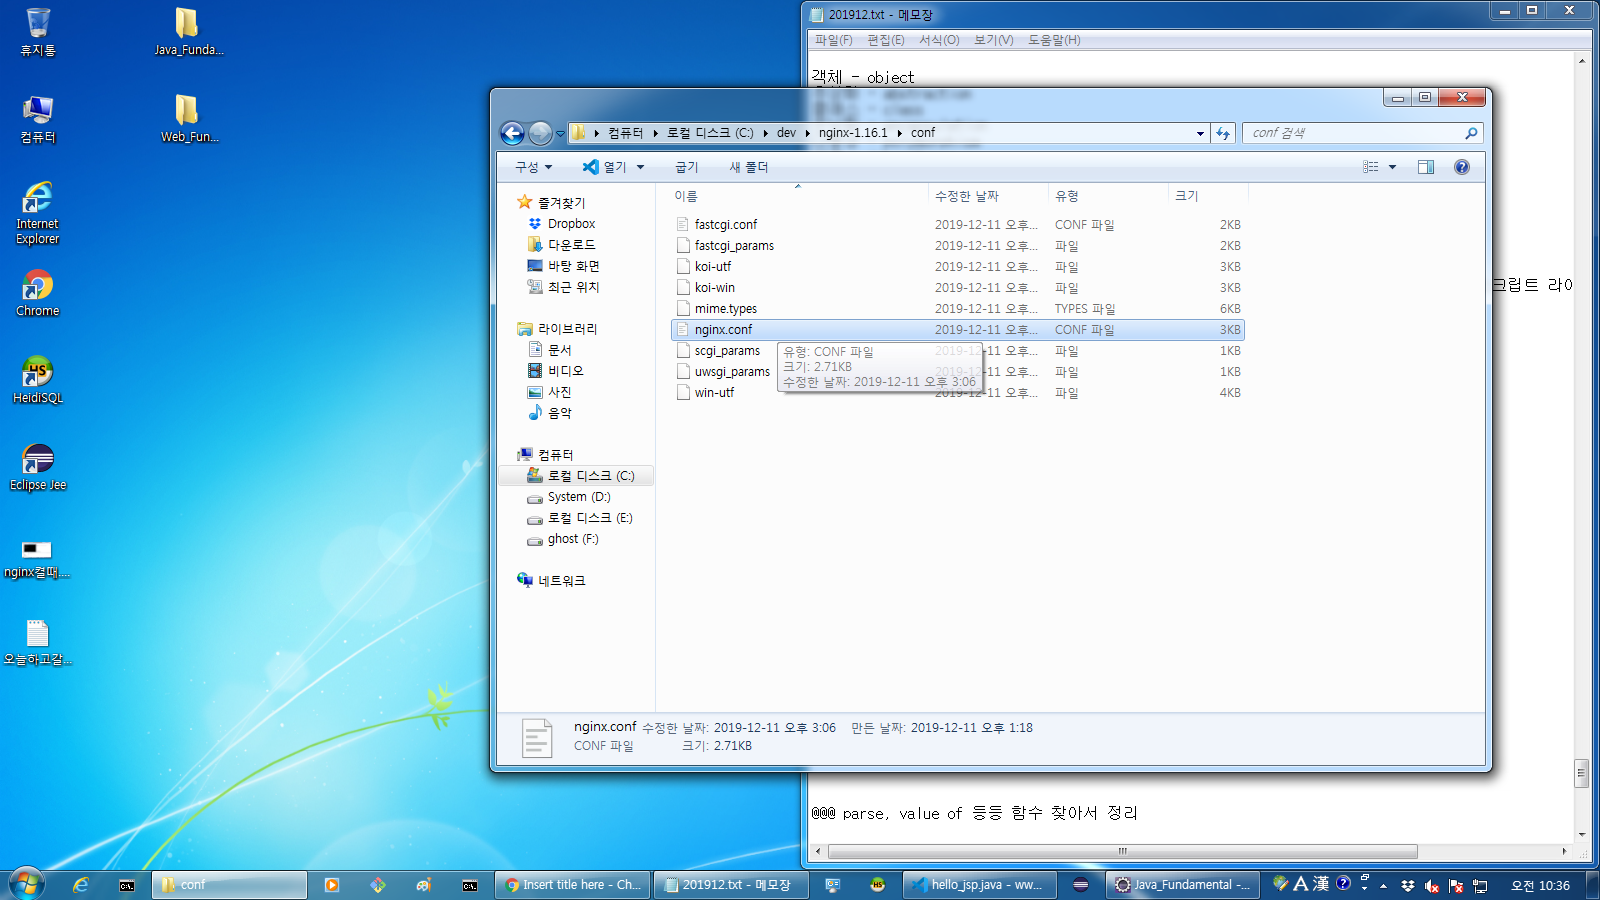 휴지통
Java_Funda...
컴퓨터
Web_Fun...
Internet
Explorer
Chrome
HeidiSQL
Eclipse Jee
nginx켤때....
오늘하고갈...
201912.txt - 메모장
파일(F) 편집(E) 서식(O) 보기(V) 도움말(H)
객체 - object
컴퓨터 로컬 디스크 (C:) dev nginx-1.16.1 conf
conf 검색
구성 열기 굽기 새 폴더
즐겨찾기
Dropbox
다운로드
바탕 화면
최근 위치
라이브러리
문서
비디오
사진
음악
컴퓨터
로컬 디스크 (C:)
System (D:)
로컬 디스크 (E:)
ghost (F:)
네트워크
이름 수정한 날짜 유형 크기
fastcgi.conf 2019-12-11 오후... CONF 파일 2KB
fastcgi_params 2019-12-11 오후... 파일 2KB
koi-utf 2019-12-11 오후... 파일 3KB
koi-win 2019-12-11 오후... 파일 3KB
mime.types 2019-12-11 오후... TYPES 파일 6KB
nginx.conf 2019-12-11 오후... CONF 파일 3KB
scgi_params 2019-12-11 오후... 파일 1KB
uwsgi_params 2019-12-11 오후... 파일 1KB
win-utf 2019-12-11 오후... 파일 4KB
유형: CONF 파일
크기: 2.71KB
수정한 날짜: 2019-12-11 오후 3:06
크립트 라이
nginx.conf 수정한 날짜: 2019-12-11 오후 3:06 만든 날짜: 2019-12-11 오후 1:18
CONF 파일 크기: 2.71KB
@@@ parse, value of 등등 함수 찾아서 정리
conf
Insert title here - Ch...
201912.txt - 메모장
hello_jsp.java - ww...
Java_Fundamental -...
A 漢
오전 10:36